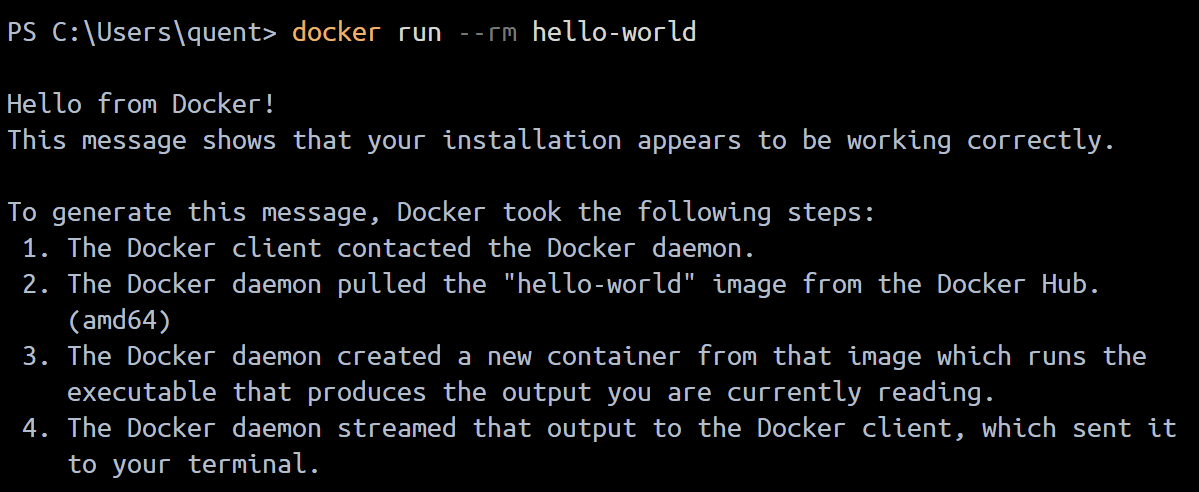 PS C:\Users\quent> docker run --rm hello-world
Hello from Docker!
This message shows that your installation appears to be working correctly.
To generate this message, Docker took the following steps:
1. The Docker client contacted the Docker daemon.
2. The Docker daemon pulled the "hello-world" image from the Docker Hub.
(amd64)
3. The Docker daemon created a new container from that image which runs the
executable that produces the output you are currently reading.
4. The Docker daemon streamed that output to the Docker client, which sent it
to your terminal.